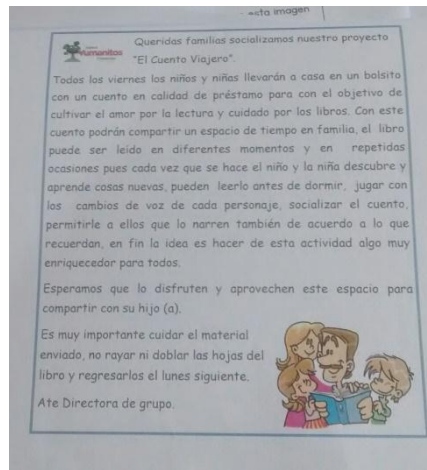 esta imagen
Yumanitos
Queridas familias socializamos nuestro proyecto
"El Cuento Viajero".
Todos los viernes los niños y niñas llevarán a casa en un bolsito
con un cuento en calidad de préstamo para con el objetivo de
cultivar el amor por la lectura y cuidado por los libros. Con este
cuento podrán compartir un espacio de tiempo en familia, el libro
puede ser leído en diferentes momentos y en repetidas
ocasiones pues cada vez que se hace el niño y la niña descubre y
aprende cosas nuevas, pueden leerlo antes de dormir, jugar con
los cambios de voz de cada personaje, socializar el cuento,
permitirle a ellos que lo narren también de acuerdo a lo que
recuerdan, en fin la idea es hacer de esta actividad algo muy
enriquecedor para todos.
Esperamos que lo disfruten y aprovechen este espacio para
compartir con su hijo (a).
Es muy importante cuidar el material
enviado, no rayar ni doblar las hojas del
libro y regresarlos el lunes siguiente.
Ate Directora de grupo.